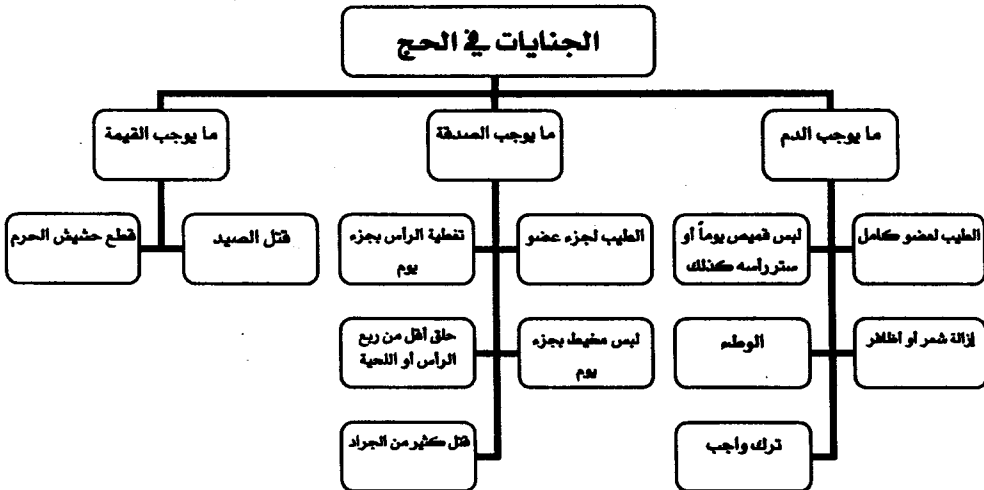 الجنايات في الحج
ما يوجب الدم
ما يوجب الصدقة
ما يوجب القيمة
الطيب لعضو كامل
لبس قميص يوماً أو
ستر رأسه كذلك
إزالة شعر أو أظافر
الوطء
ترك واجب
الطيب لجزء عضو
تغطية الرأس بجزء
يوم
لبس مخيط بجزء
يوم
حلق أقل من ربع
الرأس أو اللحية
قتل كثير من الجراد
قتل الصيد
قطع حشيش الحرم